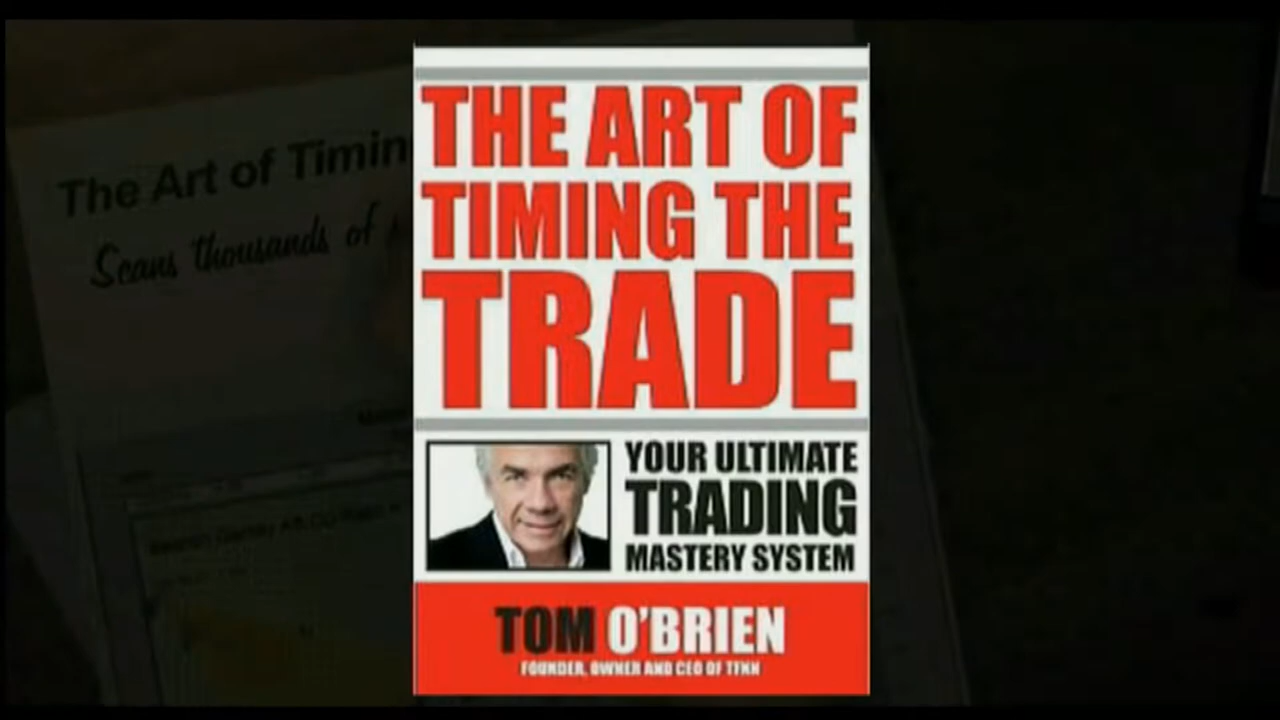 THE ART OF
TIMING THE
TRADE
YOUR ULTIMATE
TRADING
MASTERY SYSTEM
TOM O'BRIEN
FOUNDER, OWNER AND CEO OF TFNN
The Art of Timin
Scans thousands of